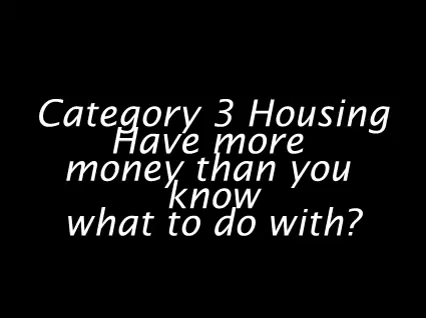 Category 3 Housing
Have more
money than you
know
what to do with?